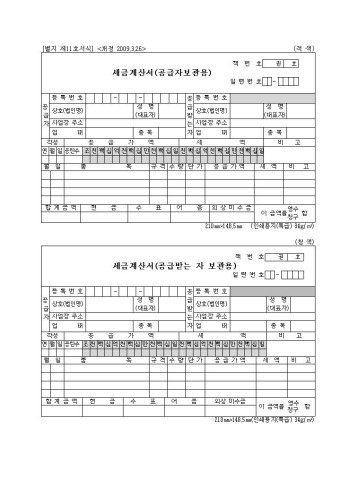 [별지 제11호서식] <개정 2009.3.26> (적 색)
책 번 호 권 호
세금계산서(공급자보관용)
일 련 번 호 -
공급자 등 록 번 호 - - 공급받는자 등 록 번 호
상호(법인명) 성 명 (대표자) 상호(법인명) 성 명 (대표자)
사업장 주소 사업장 주소
업 태 종 목 업 태 종 목
작성 공 급 가 액 세 액 비 고
연 월 일 공란수 조 천 백 십 억 천 백 십 만 천 백 십 일 천 백 십 억 천 백 십 만 천 백 십 일
월 일 품 목 규 격 수 량 단 가 공 급 가 액 세 액 비 고
합 계 금 액 현 금 수 표 어 음 외상 미수금 이 금액을 영수 청구 함
210mm×148.5mm (인쇄용지(특급) 34g/㎡)
(청 색)
책 번 호 권 호
세금계산서(공급받는 자 보관용)
일 련 번 호 -
공급자 등 록 번 호 - - 공급받는자 등 록 번 호
상호(법인명) 성 명 (대표자) 상호(법인명) 성 명 (대표자)
사업장 주소 사업장 주소
업 태 종 목 업 태 종 목
작성 공 급 가 액 세 액 비 고
연 월 일 공란수 조 천 백 십 억 천 백 십 만 천 백 십 일 천 백 십 억 천 백 십 만 천 백 십 일
월 일 품 목 규 격 수 량 단 가 공 급 가 액 세 액 비 고
합 계 금 액 현 금 수 표 어 음 외상 미수금 이 금액을 영수 청구 함
210mm×148.5mm(인쇄용지(특급) 34g/㎡)